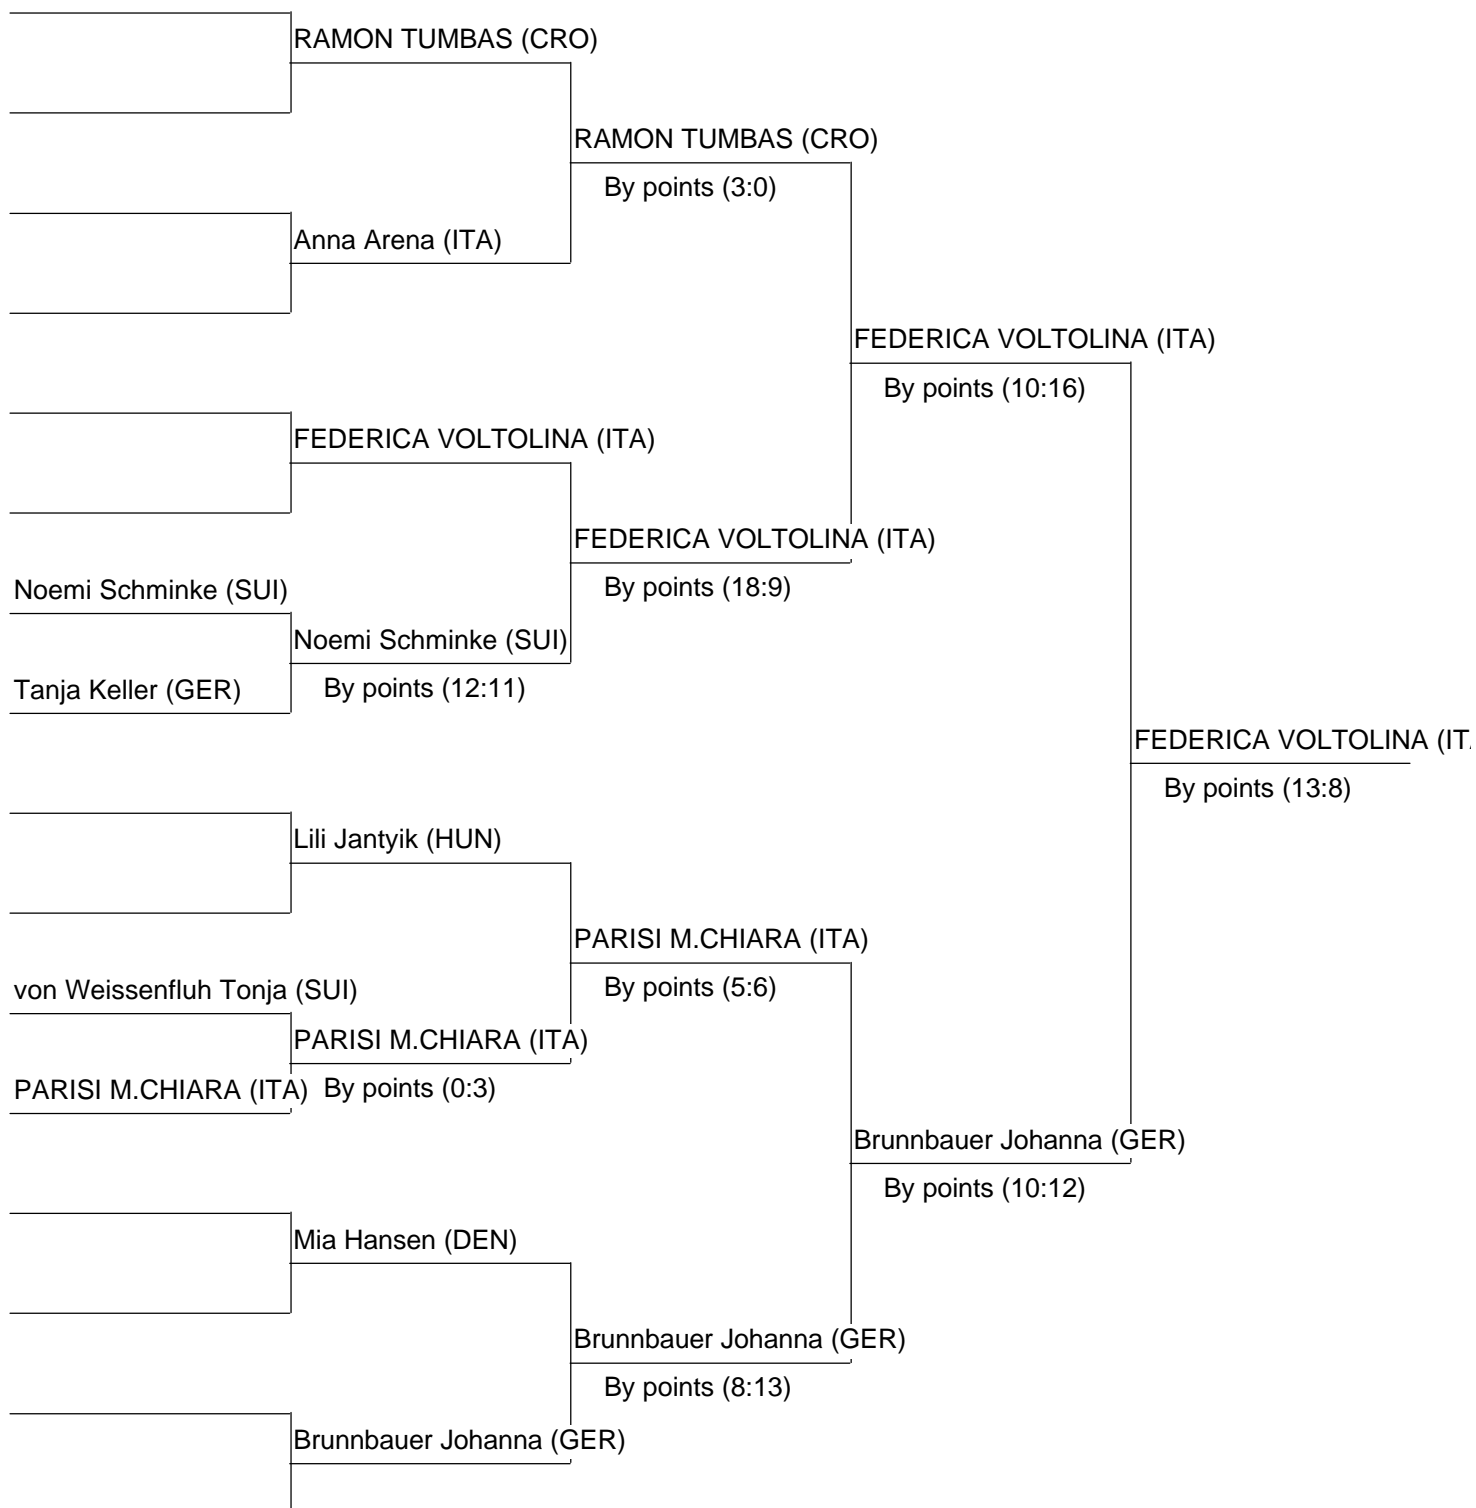 RAMON TUMBAS (CRO)
RAMON TUMBAS (CRO)
By points (3:0)
Anna Arena (ITA)
FEDERICA VOLTOLINA (ITA)
By points (10:16)
FEDERICA VOLTOLINA (ITA)
FEDERICA VOLTOLINA (ITA)
By points (18:9)
Noemi Schminke (SUI)
Noemi Schminke (SUI)
By points (12:11)
Tanja Keller (GER)
FEDERICA VOLTOLINA (IT
By points (13:8)
Lili Jantyik (HUN)
PARISI M.CHIARA (ITA)
By points (5:6)
von Weissenfluh Tonja (SUI)
PARISI M.CHIARA (ITA)
By points (0:3)
PARISI M.CHIARA (ITA)
Brunnbauer Johanna (GER)
By points (10:12)
Mia Hansen (DEN)
Brunnbauer Johanna (GER)
By points (8:13)
Brunnbauer Johanna (GER)